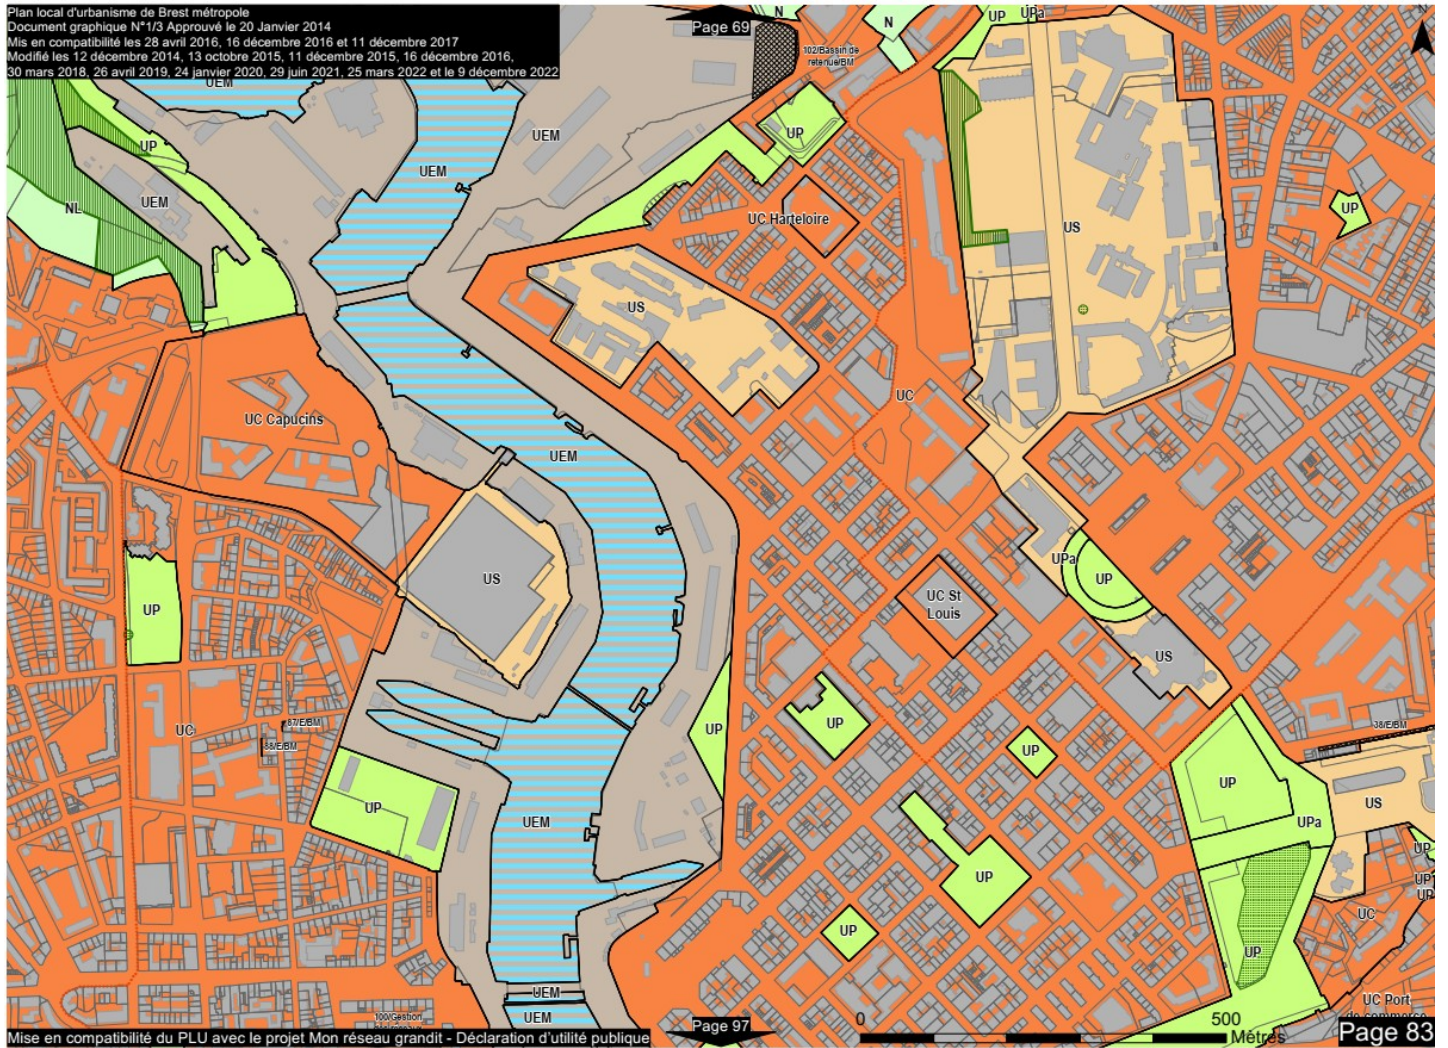 Plan local d'urbanisme de Brest métropole
Document graphique N°1/3 Approuvé le 20 Janvier 2014
Mis en compatibilité les 28 avril 2016, 16 décembre 2016 et 11 décembre 2017
Modifié les 12 décembre 2014, 13 octobre 2015, 11 décembre 2015, 16 décembre 2016,
30 mars 2018, 26 avril 2019, 24 janvier 2020, 29 juin 2021, 25 mars 2022 et le 9 décembre 2022
Page 69
N
N
UP
UPa
N
102/Bassin de
retenue/BM
UEM
UEM
UP
UP
UEM
UEM
NL
UP
UC Harteloire
US
US
UC
UC Capucins
UEM
UPa
UP
US
UC St
Louis
UP
US
UC
87/E/BM
88/E/BM
UP
UP
UP
38/E/BM
UP
US
UP
UEM
UPa
UP
UP
UP
UP
UC
UP
UP
UEM
UC Port
de commerce
100/Gestion
UEM
Mise en compatibilité du PLU avec le projet Mon réseau grandit - Déclaration d'utilité publique
Page 97
0
500
Mètres
Page 83